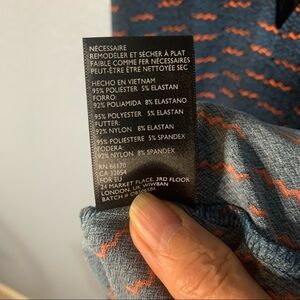 NÉCESSAIRE
REMODELER ET SÉCHER À PLAT
FAIBLE COMME FER NÉCESSAIRES
PEUT-ÊTRE ÊTRE NETTOYÉE SEC
HECHO EN VIETNAM
95% POLIÉSTER 5% ELASTAN
FORRO:
92% POLIAMIDA 8% ELASTANO
95% POLYESTER 5% ELASTAN
FUTTER:
92% NYLON 8% ELASTAN
95% POLIESTERE 5% SPANDEX
FODERA:
92% NYLON 8% SPANDEX
RN 66170
CA 12054
FOR EU
24 MARKET PLACE, 3RD FLOOR
LONDON, UK, W1W8AN
BATCH #